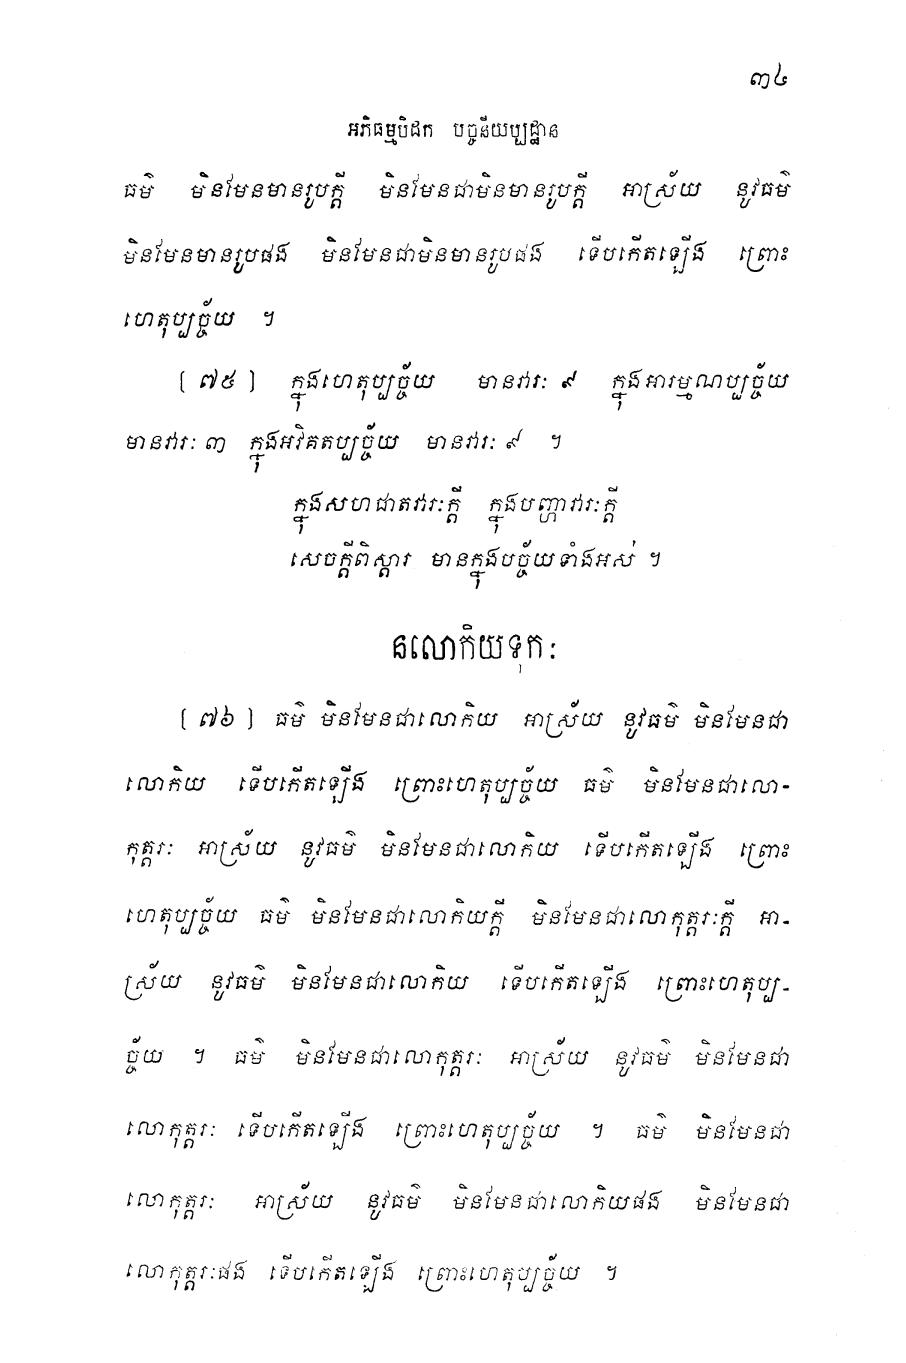 ៣៤
អភិធម្មបិដក បច្ចនីយប្បដ្ឋាន
ធម៌ មិនមែនមានរូបក្តី មិនមែនជាមិនមានរូបក្តី អាស្រ័យ នូវធម៌
មិនមែនមានរូបផង មិនមែនជាមិនមានរូបផង ទើបកើតឡើង ព្រោះ
ហេតុប្បច្ច័យ ។
[ ៧៥ ] ក្នុងហេតុប្បច្ច័យ មានវារៈ ៩ ក្នុងអារម្មណប្បច្ច័យ
មានវារៈ ៣ ក្នុងអវិគតប្បច្ច័យ មានវារៈ ៩ ។
ក្នុងសហជាតវារៈក្តី ក្នុងបញ្ហាវារៈក្តី
សេចក្តីពិស្តារ មានក្នុងបច្ច័យទាំងអស់ ។
នលោកិយទុកៈ
[ ៧៦ ] ធម៌ មិនមែនជាលោកិយ អាស្រ័យ នូវធម៌ មិនមែនជា
លោកិយ ទើបកើតឡើង ព្រោះហេតុប្បច្ច័យ ធម៌ មិនមែនជាលោ-
កុត្តរៈ អាស្រ័យ នូវធម៌ មិនមែនជាលោកិយ ទើបកើតឡើង ព្រោះ
ហេតុប្បច្ច័យ ធម៌ មិនមែនជាលោកិយក្តី មិនមែនជាលោកុត្តរៈក្តី អា-
ស្រ័យ នូវធម៌ មិនមែនជាលោកិយ ទើបកើតឡើង ព្រោះហេតុប្ប-
ច្ច័យ ។ ធម៌ មិនមែនជាលោកុត្តរៈ អាស្រ័យ នូវធម៌ មិនមែនជា
លោកុត្តរៈ ទើបកើតឡើង ព្រោះហេតុប្បច្ច័យ ។ ធម៌ មិនមែនជា
លោកុត្តរៈ អាស្រ័យ នូវធម៌ មិនមែនជាលោកិយផង មិនមែនជា
លោកុត្តរៈផង ទើបកើតឡើង ព្រោះហេតុប្បច្ច័យ ។